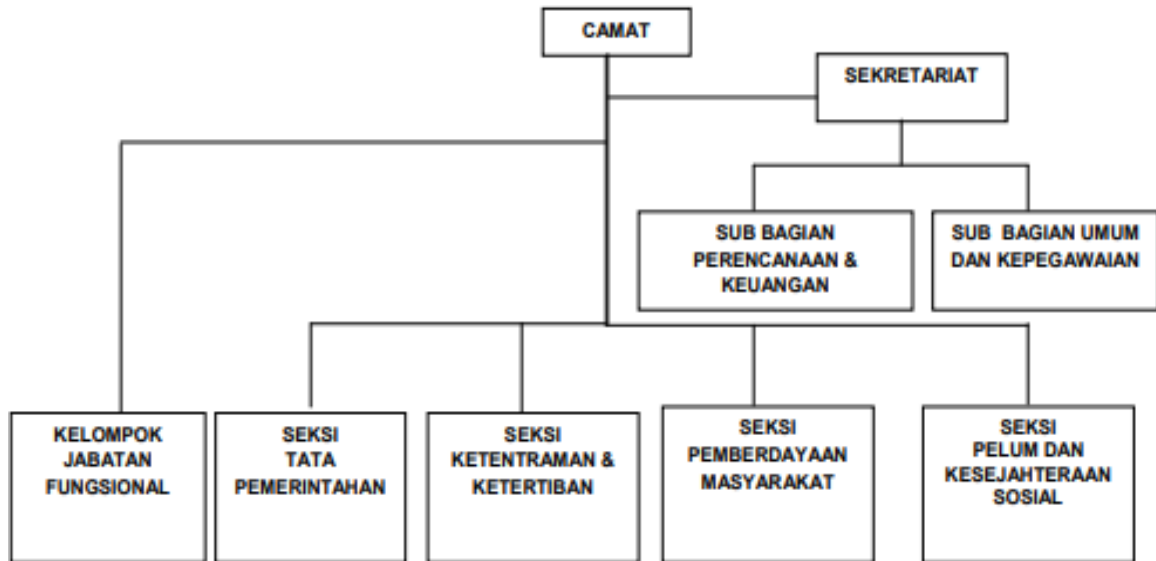 CAMAT
SEKRETARIAT
SUB BAGIAN
PERENCANAAN &
KEUANGAN
SUB BAGIAN UMUM
DAN KEPEGAWAIAN
KELOMPOK
JABATAN
FUNGSIONAL
SEKSI
TATA
PEMERINTAHAN
SEKSI
KETENTRAMAN &
KETERTIBAN
SEKSI
PEMBERDAYAAN
MASYARAKAT
SEKSI
PELUM DAN
KESEJAHTERAAN
SOSIAL